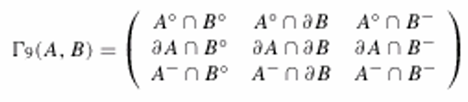 A° ∩ B° A° ∩ ∂B A° ∩ B⁻
Γ₉(A, B) = ( ∂A ∩ B° ∂A ∩ ∂B ∂A ∩ B⁻ )
A⁻ ∩ B° A⁻ ∩ ∂B A⁻ ∩ B⁻